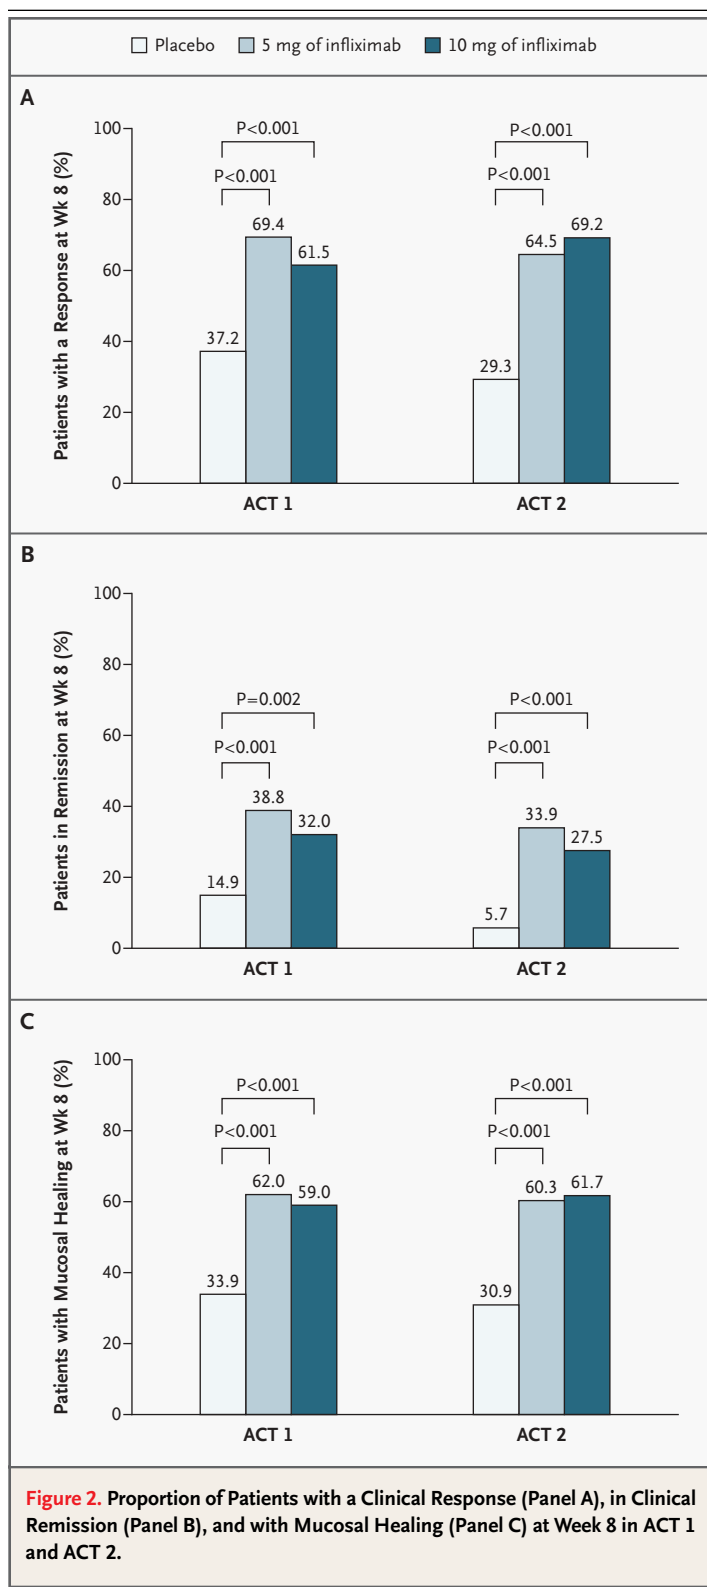 Placebo 5 mg of infliximab 10 mg of infliximab
A
Patients with a Response at Wk 8 (%)
100
80
60
40
20
0
P<0.001
P<0.001
37.2
69.4
61.5
P<0.001
P<0.001
29.3
64.5
69.2
ACT 1
ACT 2
B
Patients in Remission at Wk 8 (%)
100
80
60
40
20
0
P=0.002
P<0.001
14.9
38.8
32.0
P<0.001
P<0.001
5.7
33.9
27.5
ACT 1
ACT 2
C
Patients with Mucosal Healing at Wk 8 (%)
100
80
60
40
20
0
P<0.001
P<0.001
33.9
62.0
59.0
P<0.001
P<0.001
30.9
60.3
61.7
ACT 1
ACT 2
Figure 2. Proportion of Patients with a Clinical Response (Panel A), in Clinical
Remission (Panel B), and with Mucosal Healing (Panel C) at Week 8 in ACT 1
and ACT 2.